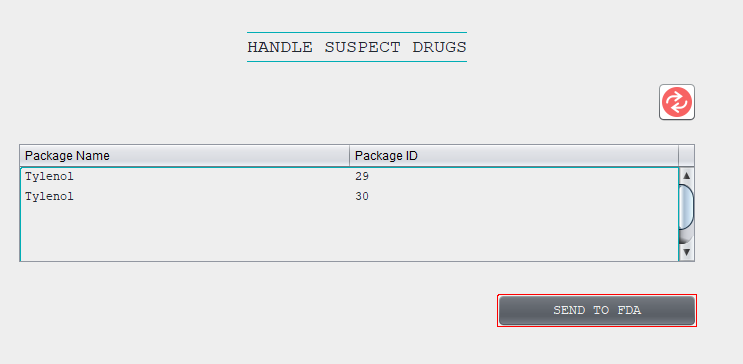 HANDLE SUSPECT DRUGS
Package Name Package ID
Tylenol 29
Tylenol 30
SEND TO FDA